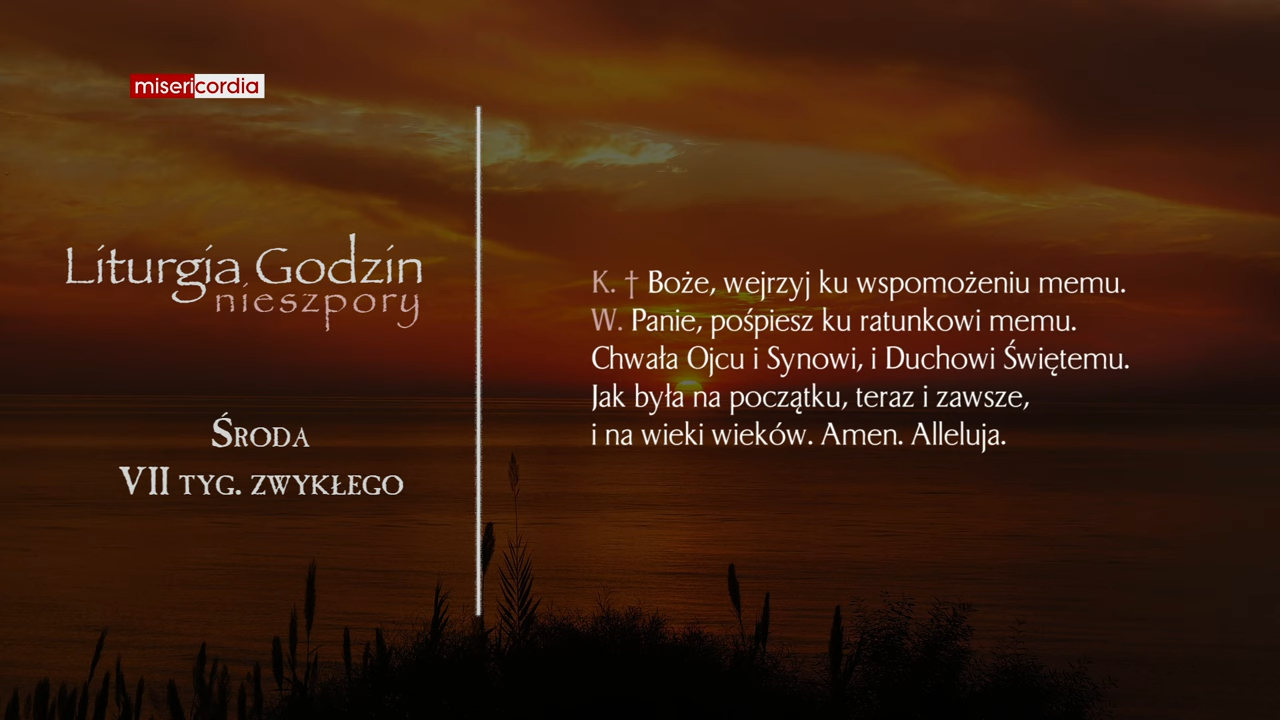 misericordia
Liturgia Godzin
nieszpory
Środa
VII tyg. zwykłego
K. † Boże, wejrzyj ku wspomożeniu memu.
W. Panie, pośpiesz ku ratunkowi memu.
Chwała Ojcu i Synowi, i Duchowi Świętemu.
Jak była na początku, teraz i zawsze,
i na wieki wieków. Amen. Alleluja.